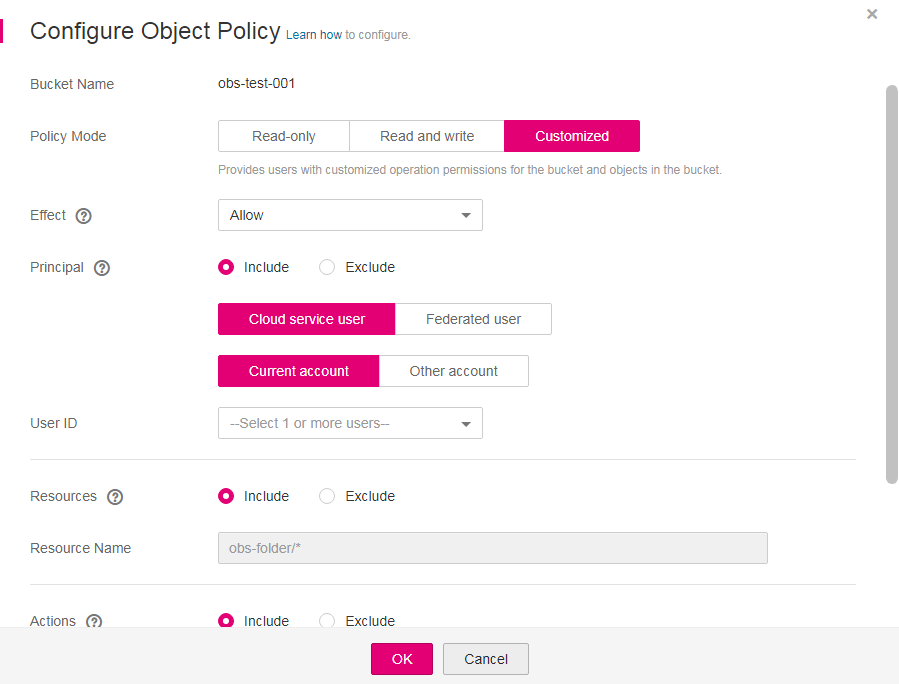 Configure Object Policy Learn how to configure.
Bucket Name obs-test-001
Policy Mode Read-only Read and write Customized
Provides users with customized operation permissions for the bucket and objects in the bucket.
Effect ? Allow
Principal ? Include Exclude
Cloud service user Federated user
Current account Other account
User ID --Select 1 or more users--
Resources ? Include Exclude
Resource Name obs-folder/*
Actions ? Include Exclude
OK Cancel